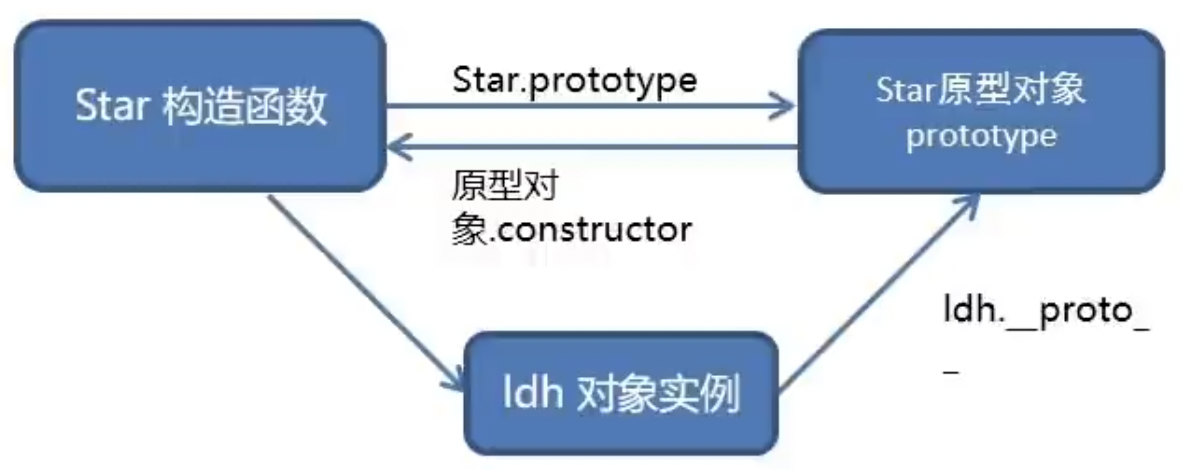 Star 构造函数
Star.prototype
Star原型对象
prototype
原型对
象.constructor
ldh.__proto_
_
ldh 对象实例